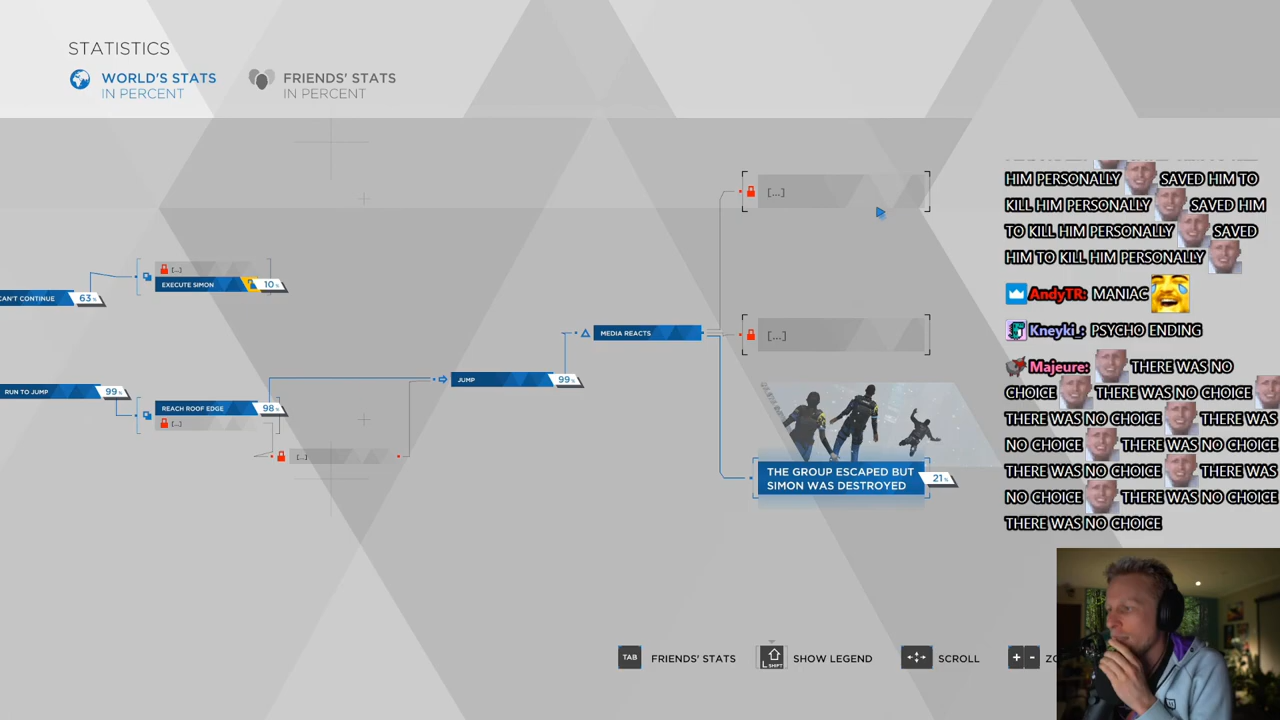 STATISTICS
WORLD'S STATS
IN PERCENT
FRIENDS' STATS
IN PERCENT
[...]
[...]
EXECUTE SIMON
10%
CAN'T CONTINUE
63%
RUN TO JUMP
99%
REACH ROOF EDGE
98%
[...]
[...]
JUMP
99%
MEDIA REACTS
[...]
THE GROUP ESCAPED BUT
SIMON WAS DESTROYED
21%
HIM PERSONALLY SAVED HIM TO
KILL HIM PERSONALLY SAVED HIM
TO KILL HIM PERSONALLY SAVED
HIM TO KILL HIM PERSONALLY
AndyTR: MANIAC
Kneyki_: PSYCHO ENDING
Majeure: THERE WAS NO
CHOICE THERE WAS NO CHOICE
THERE WAS NO CHOICE THERE WAS
NO CHOICE THERE WAS NO CHOICE
THERE WAS NO CHOICE THERE WAS
NO CHOICE THERE WAS NO CHOICE
THERE WAS NO CHOICE
TAB
FRIENDS' STATS
L SHIFT
SHOW LEGEND
SCROLL
+ -